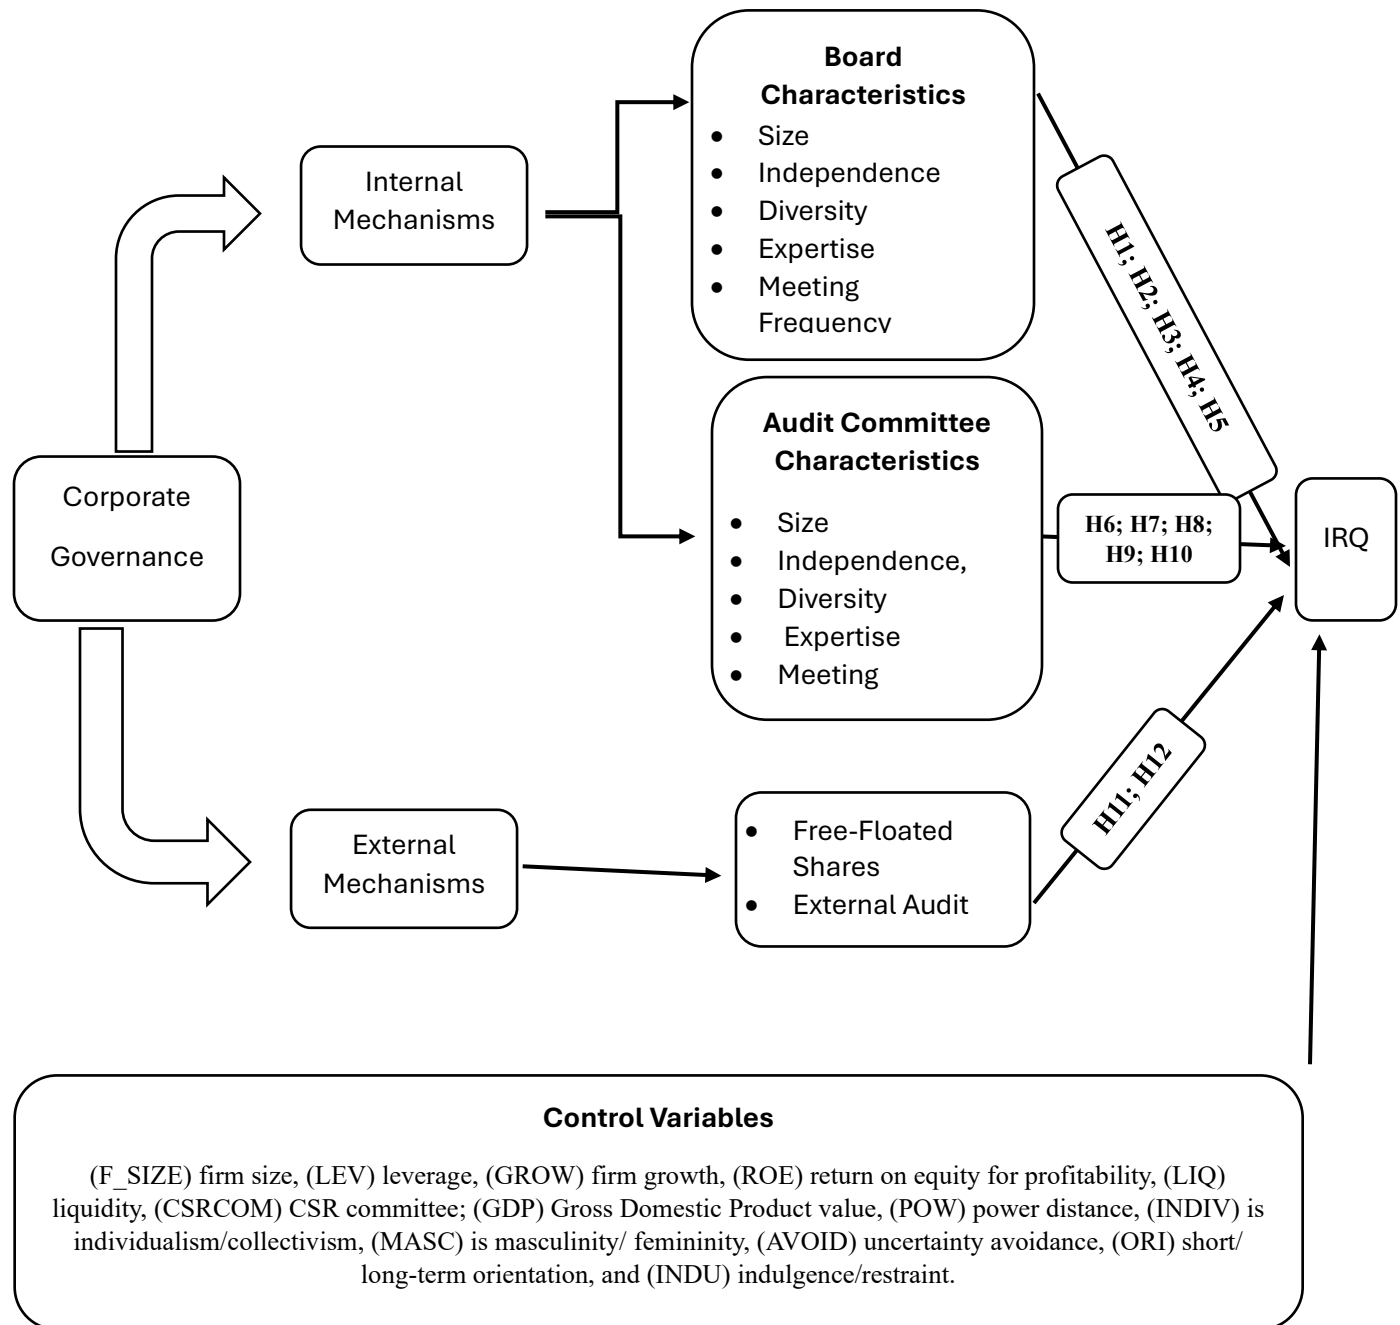 Board
Characteristics
• Size
• Independence
• Diversity
• Expertise
• Meeting
Frequency
Internal
Mechanisms
H1; H2; H3; H4; H5
Audit Committee
Characteristics
• Size
• Independence,
• Diversity
• Expertise
• Meeting
Corporate
Governance
H6; H7; H8;
H9; H10
IRQ
H11; H12
External
Mechanisms
• Free-Floated
Shares
• External Audit
Control Variables
(F_SIZE) firm size, (LEV) leverage, (GROW) firm growth, (ROE) return on equity for profitability, (LIQ)
liquidity, (CSRCOM) CSR committee; (GDP) Gross Domestic Product value, (POW) power distance, (INDIV) is
individualism/collectivism, (MASC) is masculinity/ femininity, (AVOID) uncertainty avoidance, (ORI) short/
long-term orientation, and (INDU) indulgence/restraint.